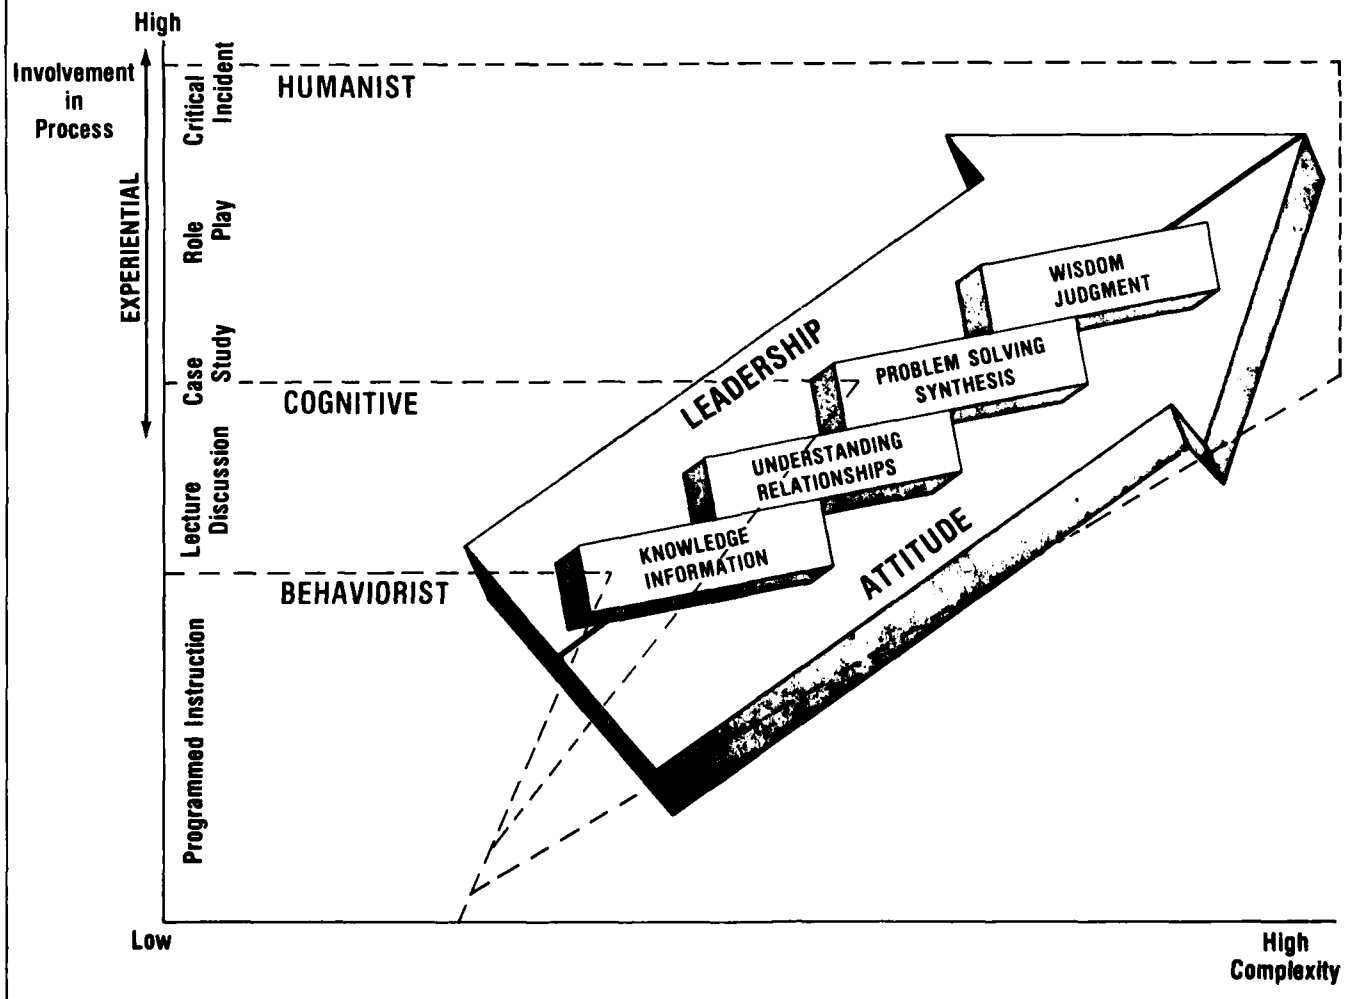 High
Involvement
in
Process
EXPERIENTIAL
Critical
Incident
Role
Play
Case
Study
Lecture
Discussion
Programmed Instruction
HUMANIST
COGNITIVE
BEHAVIORIST
LEADERSHIP
WISDOM
JUDGMENT
PROBLEM SOLVING
SYNTHESIS
UNDERSTANDING
RELATIONSHIPS
KNOWLEDGE
INFORMATION
ATTITUDE
Low
High
Complexity